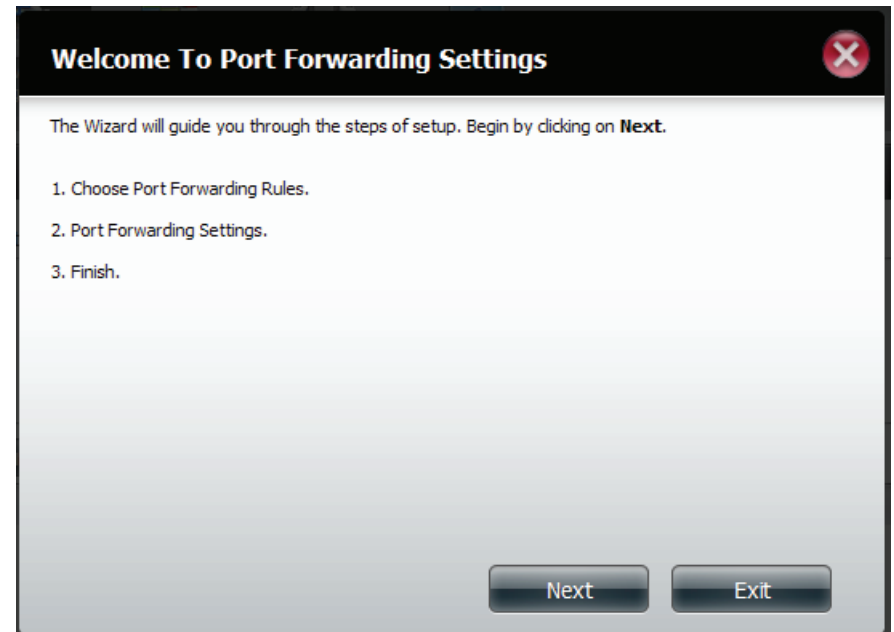 Welcome To Port Forwarding Settings
The Wizard will guide you through the steps of setup. Begin by clicking on Next.
1. Choose Port Forwarding Rules.
2. Port Forwarding Settings.
3. Finish.
Next Exit